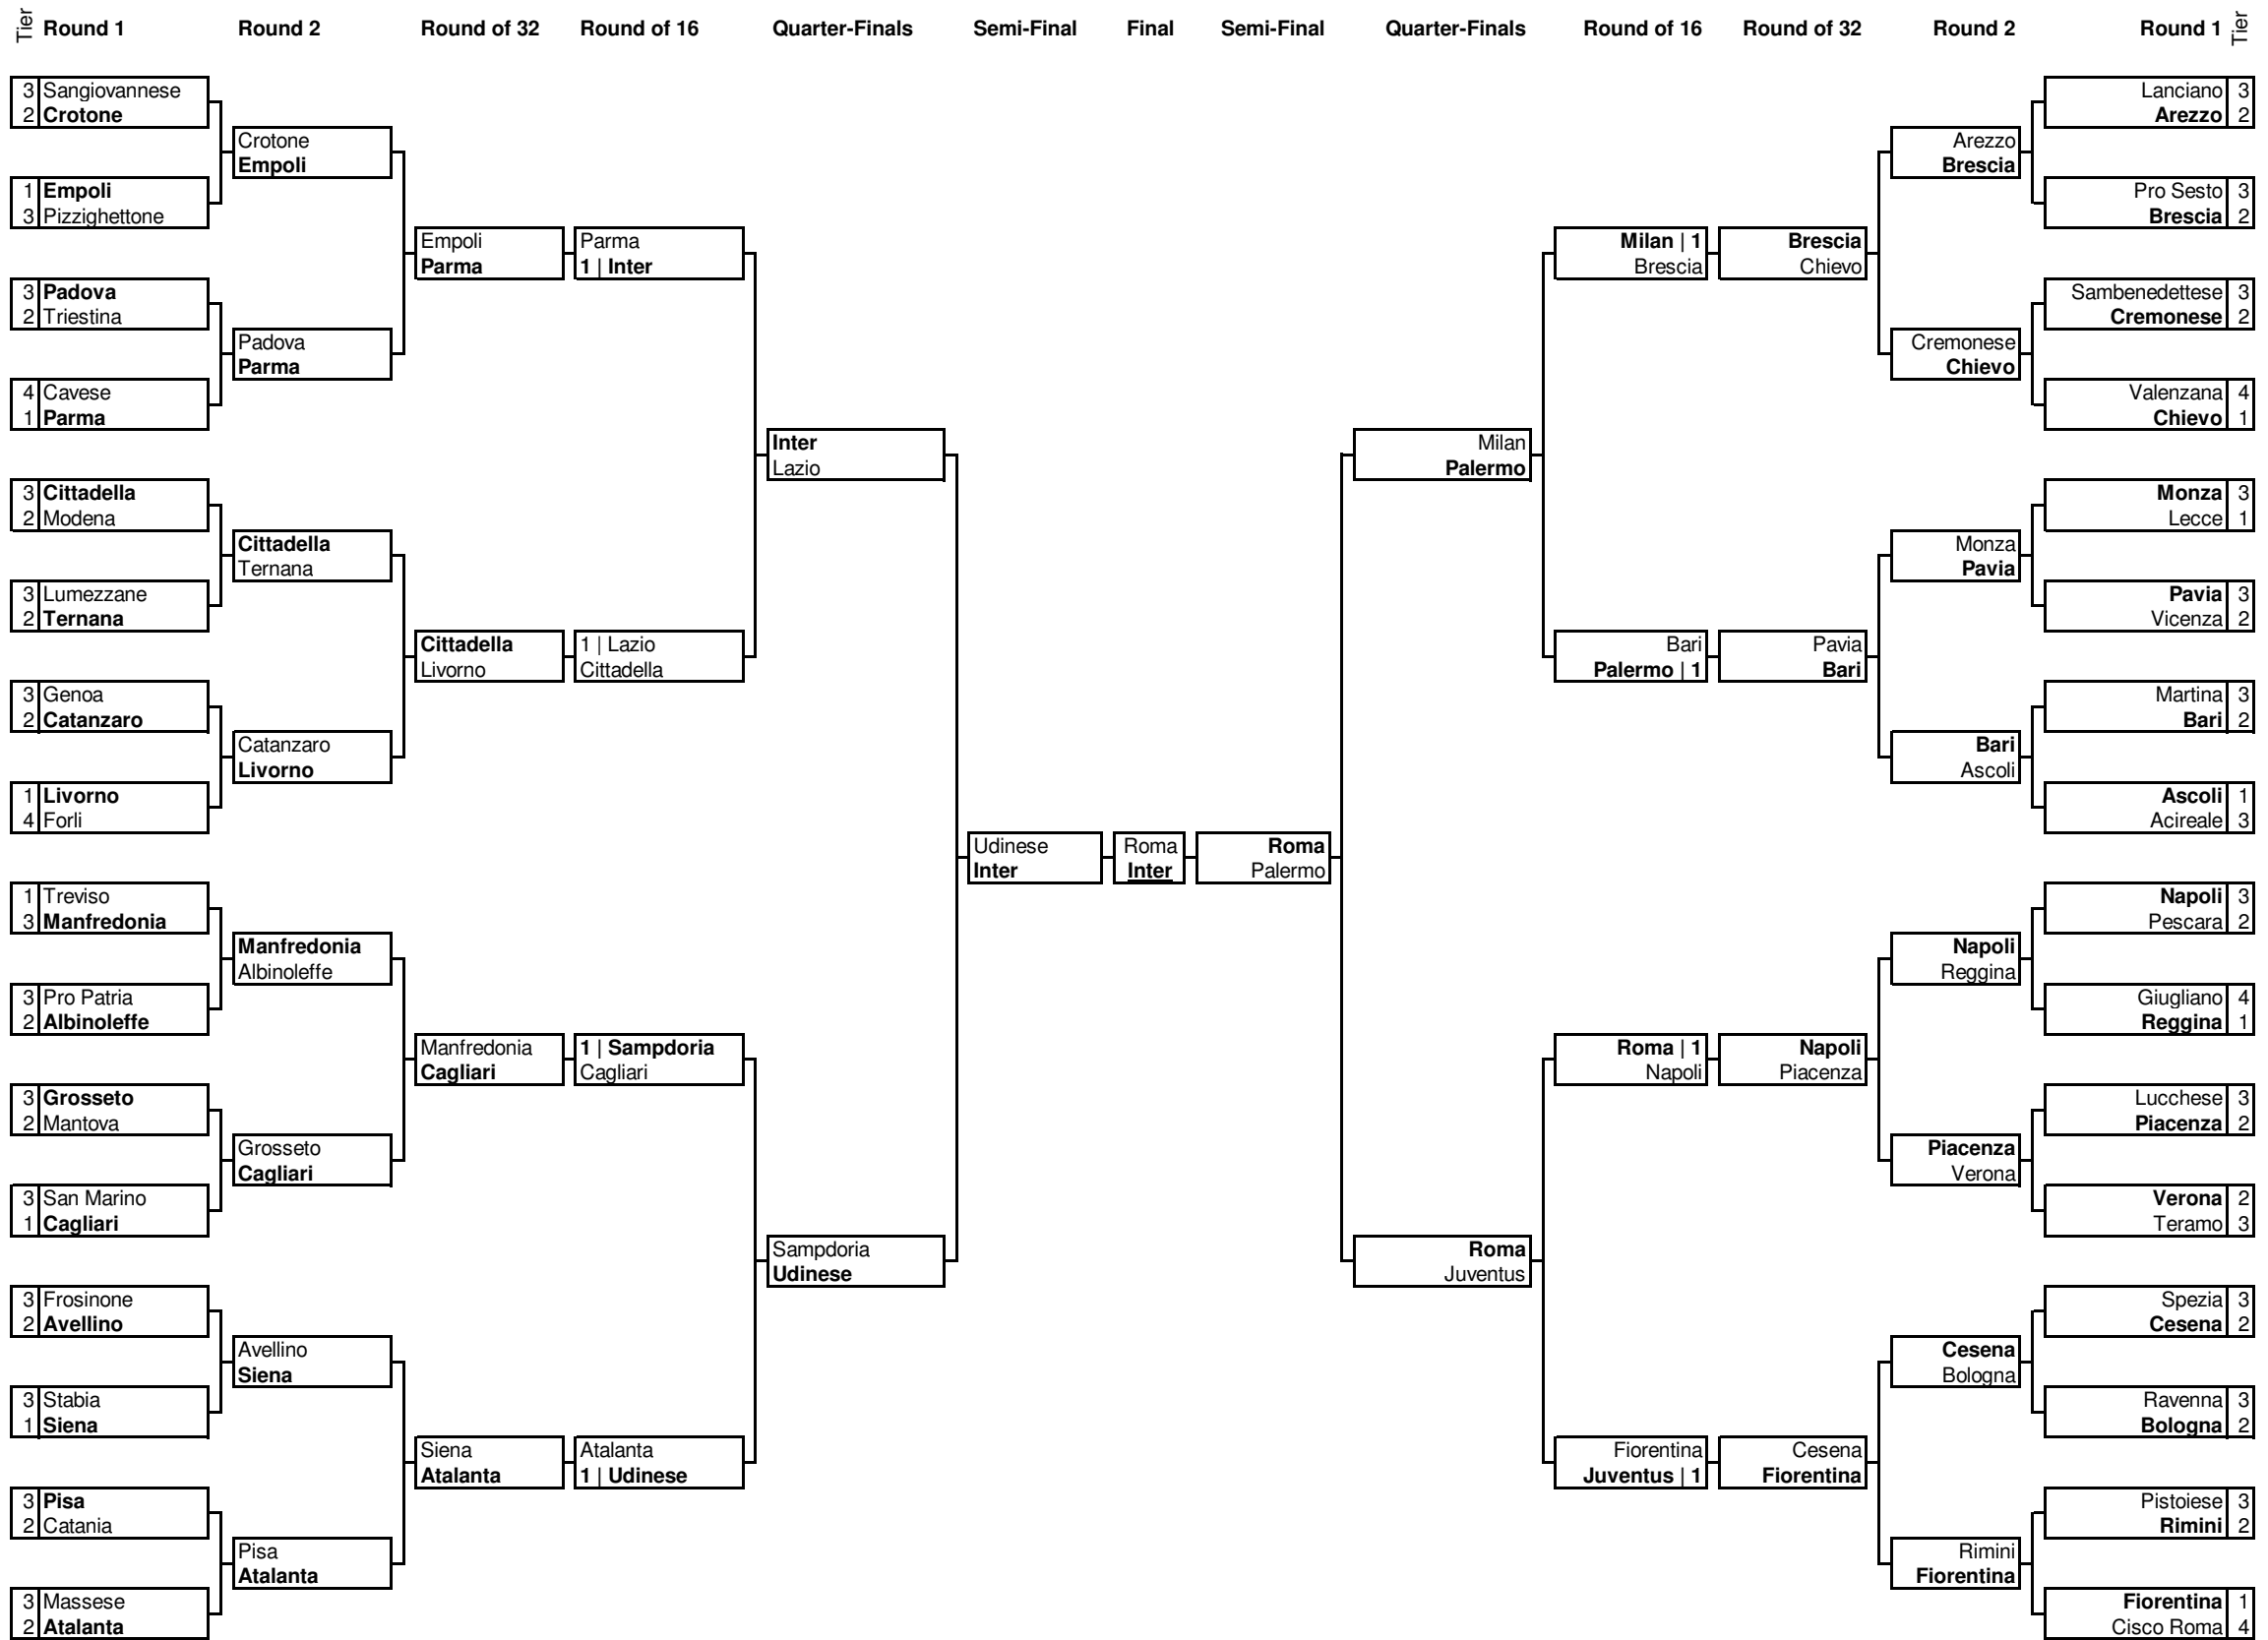 Tier Round 1 Round 2 Round of 32 Round of 16 Quarter-Finals Semi-Final Final Semi-Final Quarter-Finals Round of 16 Round of 32 Round 2 Round 1 Tier
3 Sangiovannese
2 Crotone
1 Empoli
3 Pizzighettone
3 Padova
2 Triestina
4 Cavese
1 Parma
3 Cittadella
2 Modena
3 Lumezzane
2 Ternana
3 Genoa
2 Catanzaro
1 Livorno
4 Forli
1 Treviso
3 Manfredonia
3 Pro Patria
2 Albinoleffe
3 Grosseto
2 Mantova
3 San Marino
1 Cagliari
3 Frosinone
2 Avellino
3 Stabia
1 Siena
3 Pisa
2 Catania
3 Massese
2 Atalanta
Crotone
Empoli
Padova
Parma
Cittadella
Ternana
Catanzaro
Livorno
Manfredonia
Albinoleffe
Grosseto
Cagliari
Avellino
Siena
Pisa
Atalanta
Empoli
Parma
Cittadella
Livorno
Manfredonia
Cagliari
Siena
Atalanta
Parma
1 | Inter
1 | Lazio
Cittadella
1 | Sampdoria
Cagliari
Atalanta
1 | Udinese
Inter
Lazio
Sampdoria
Udinese
Udinese
Inter
Roma
Inter
Roma
Palermo
Milan
Palermo
Roma
Juventus
Milan | 1
Brescia
Bari
Palermo | 1
Roma | 1
Napoli
Fiorentina
Juventus | 1
Brescia
Chievo
Pavia
Bari
Napoli
Piacenza
Cesena
Fiorentina
Arezzo
Brescia
Cremonese
Chievo
Monza
Pavia
Bari
Ascoli
Napoli
Reggina
Piacenza
Verona
Cesena
Bologna
Rimini
Fiorentina
Lanciano 3
Arezzo 2
Pro Sesto 3
Brescia 2
Sambenedettese 3
Cremonese 2
Valenzana 4
Chievo 1
Monza 3
Lecce 1
Pavia 3
Vicenza 2
Martina 3
Bari 2
Ascoli 1
Acireale 3
Napoli 3
Pescara 2
Giugliano 4
Reggina 1
Lucchese 3
Piacenza 2
Verona 2
Teramo 3
Spezia 3
Cesena 2
Ravenna 3
Bologna 2
Pistoiese 3
Rimini 2
Fiorentina 1
Cisco Roma 4